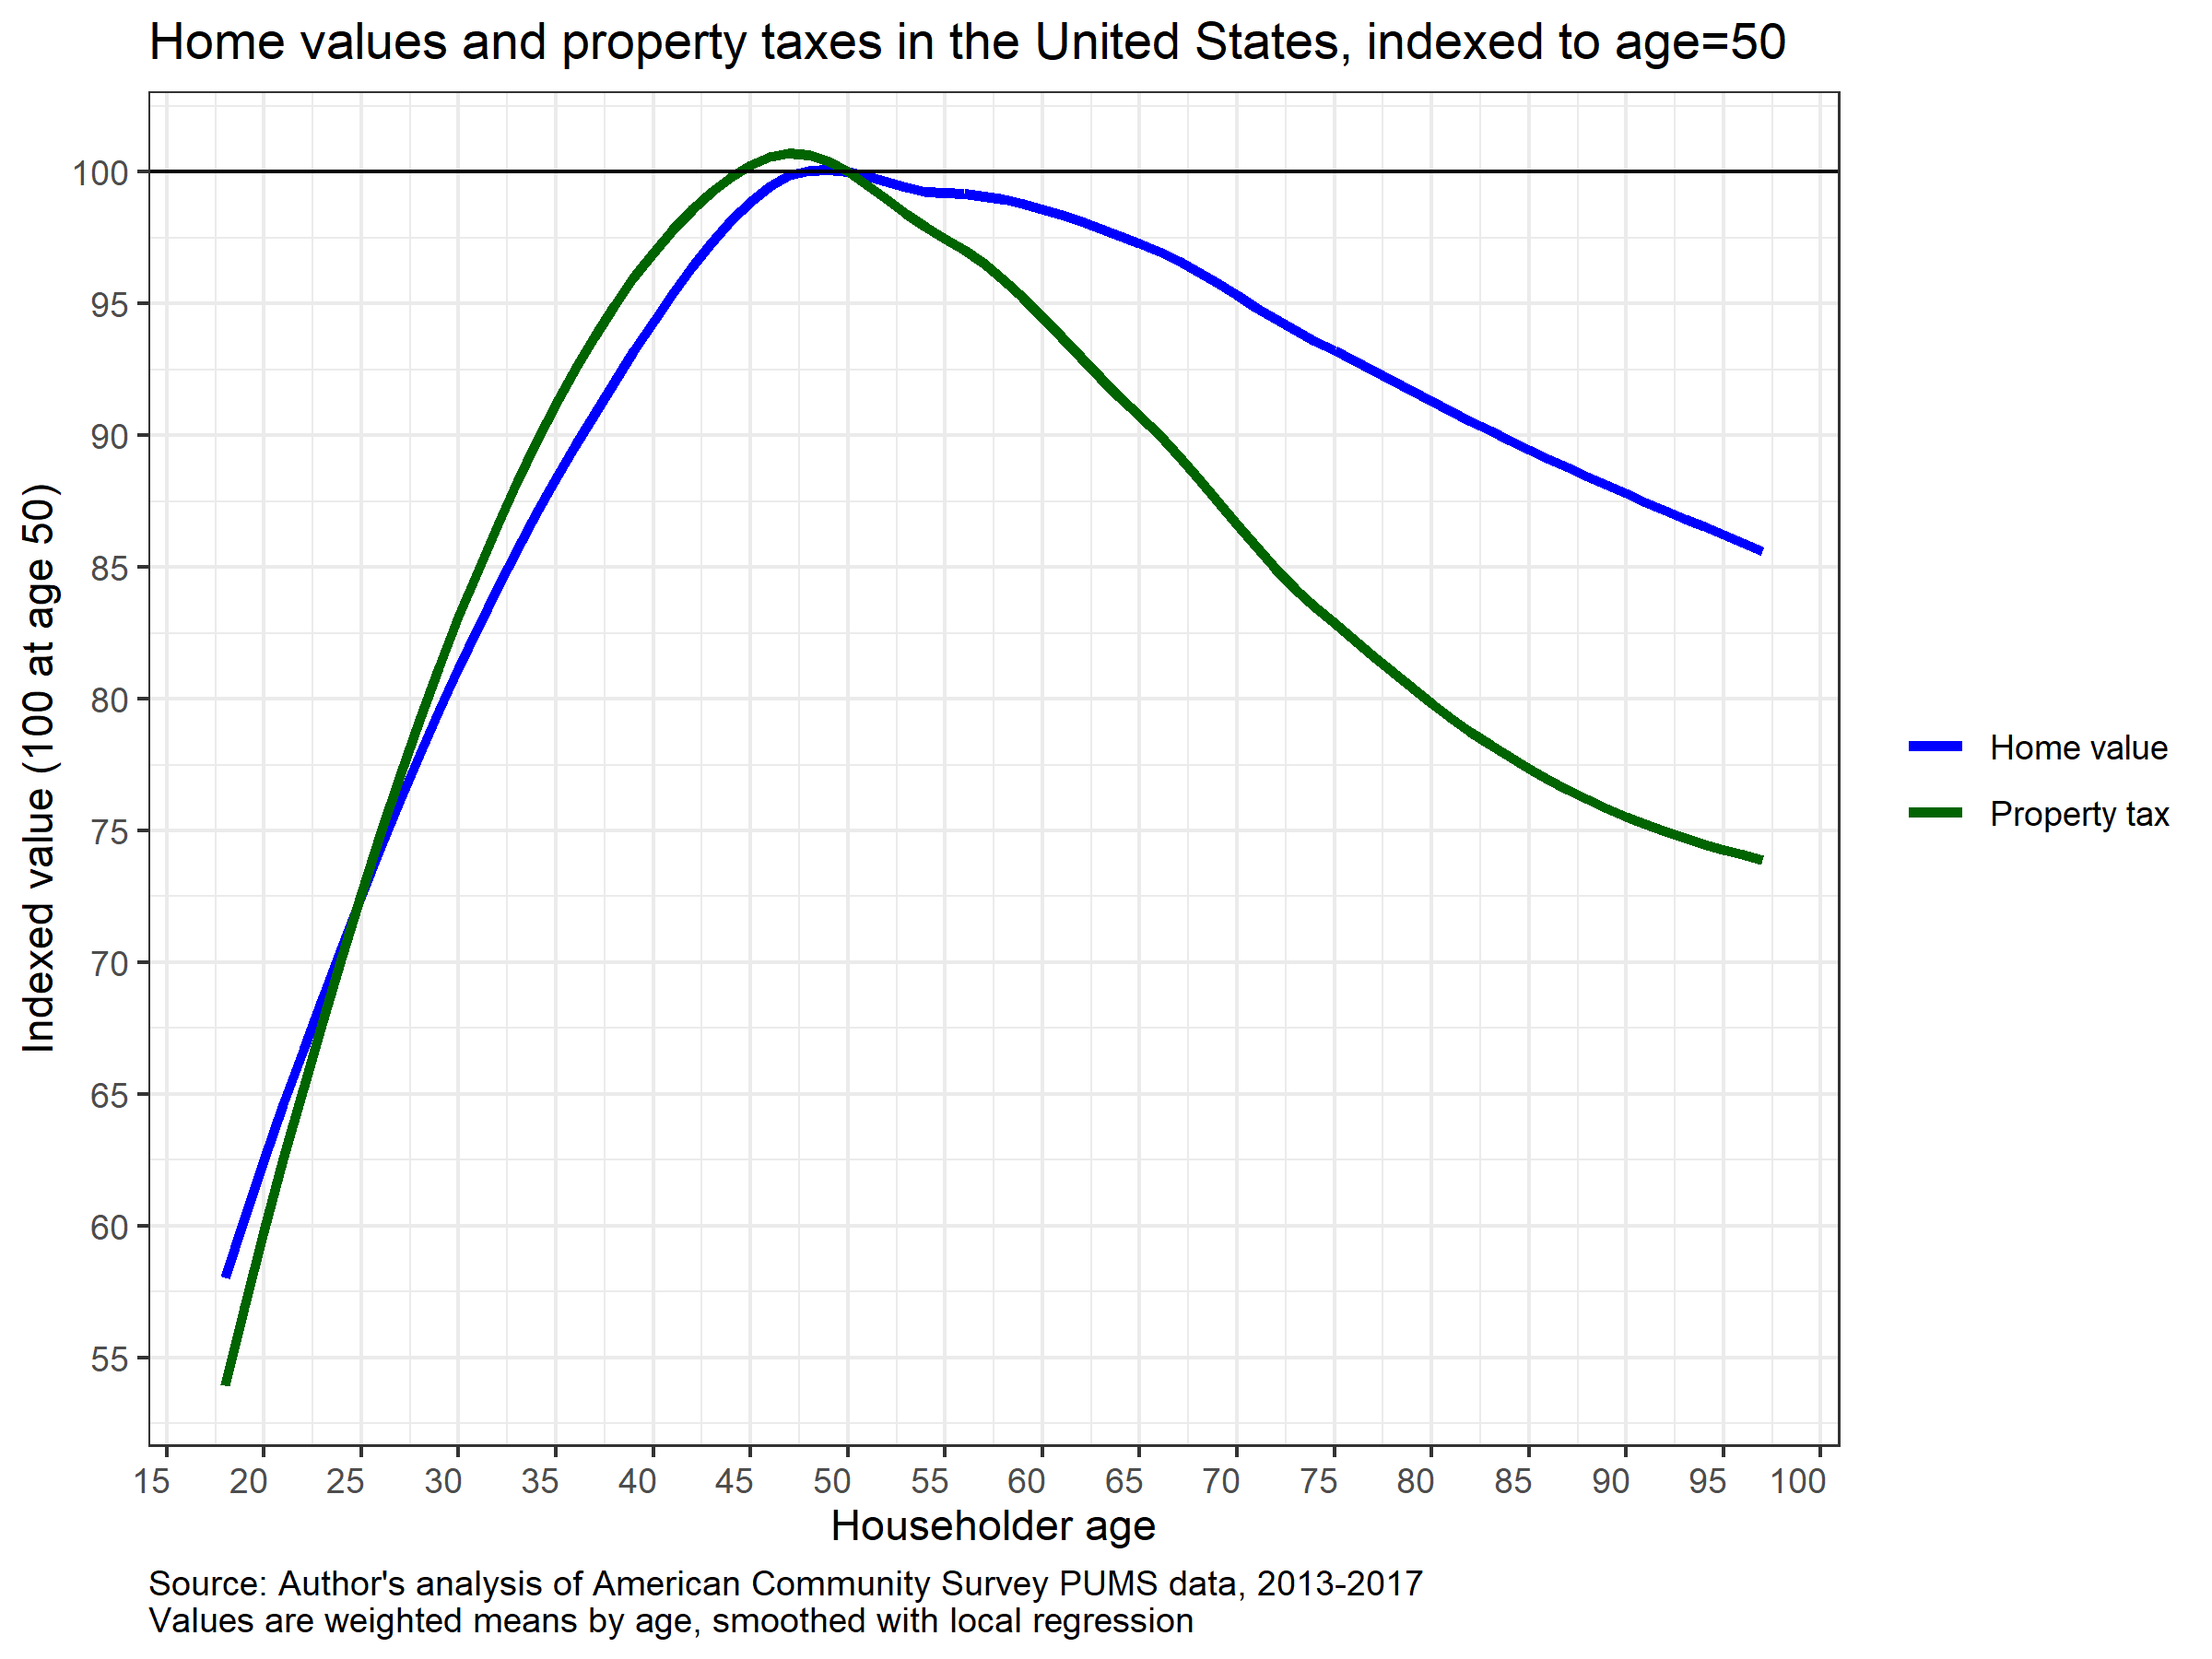 Home values and property taxes in the United States, indexed to age=50
Indexed value (100 at age 50)
100
95
90
85
80
75
70
65
60
55
15 20 25 30 35 40 45 50 55 60 65 70 75 80 85 90 95 100
Householder age
Home value
Property tax
Source: Author's analysis of American Community Survey PUMS data, 2013-2017
Values are weighted means by age, smoothed with local regression